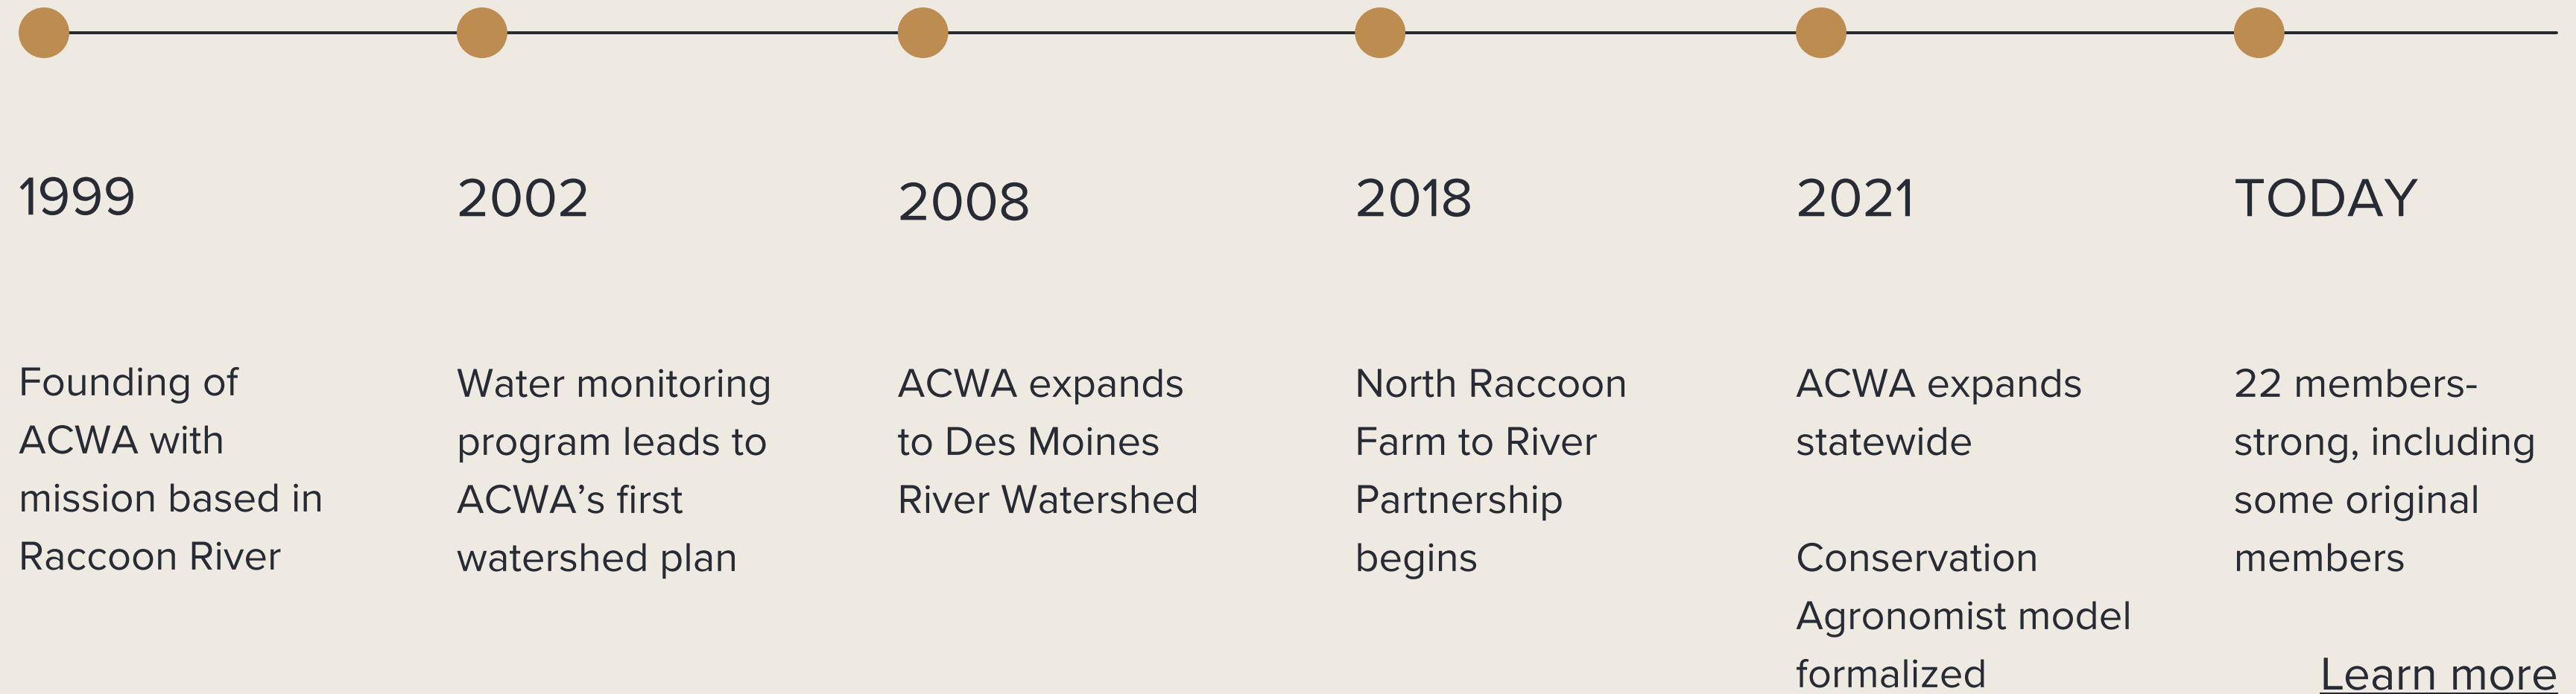 1999
Founding of
ACWA with
mission based in
Raccoon River
2002
Water monitoring
program leads to
ACWA’s first
watershed plan
2008
ACWA expands
to Des Moines
River Watershed
2018
North Raccoon
Farm to River
Partnership
begins
2021
ACWA expands
statewide
Conservation
Agronomist model
formalized
TODAY
22 members-
strong, including
some original
members
Learn more